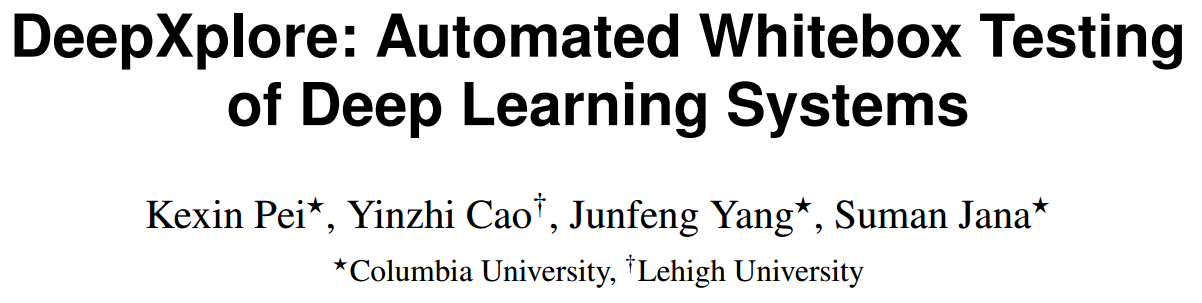 DeepXplore: Automated Whitebox Testing
of Deep Learning Systems
Kexin Pei★, Yinzhi Cao†, Junfeng Yang★, Suman Jana★
★Columbia University, †Lehigh University